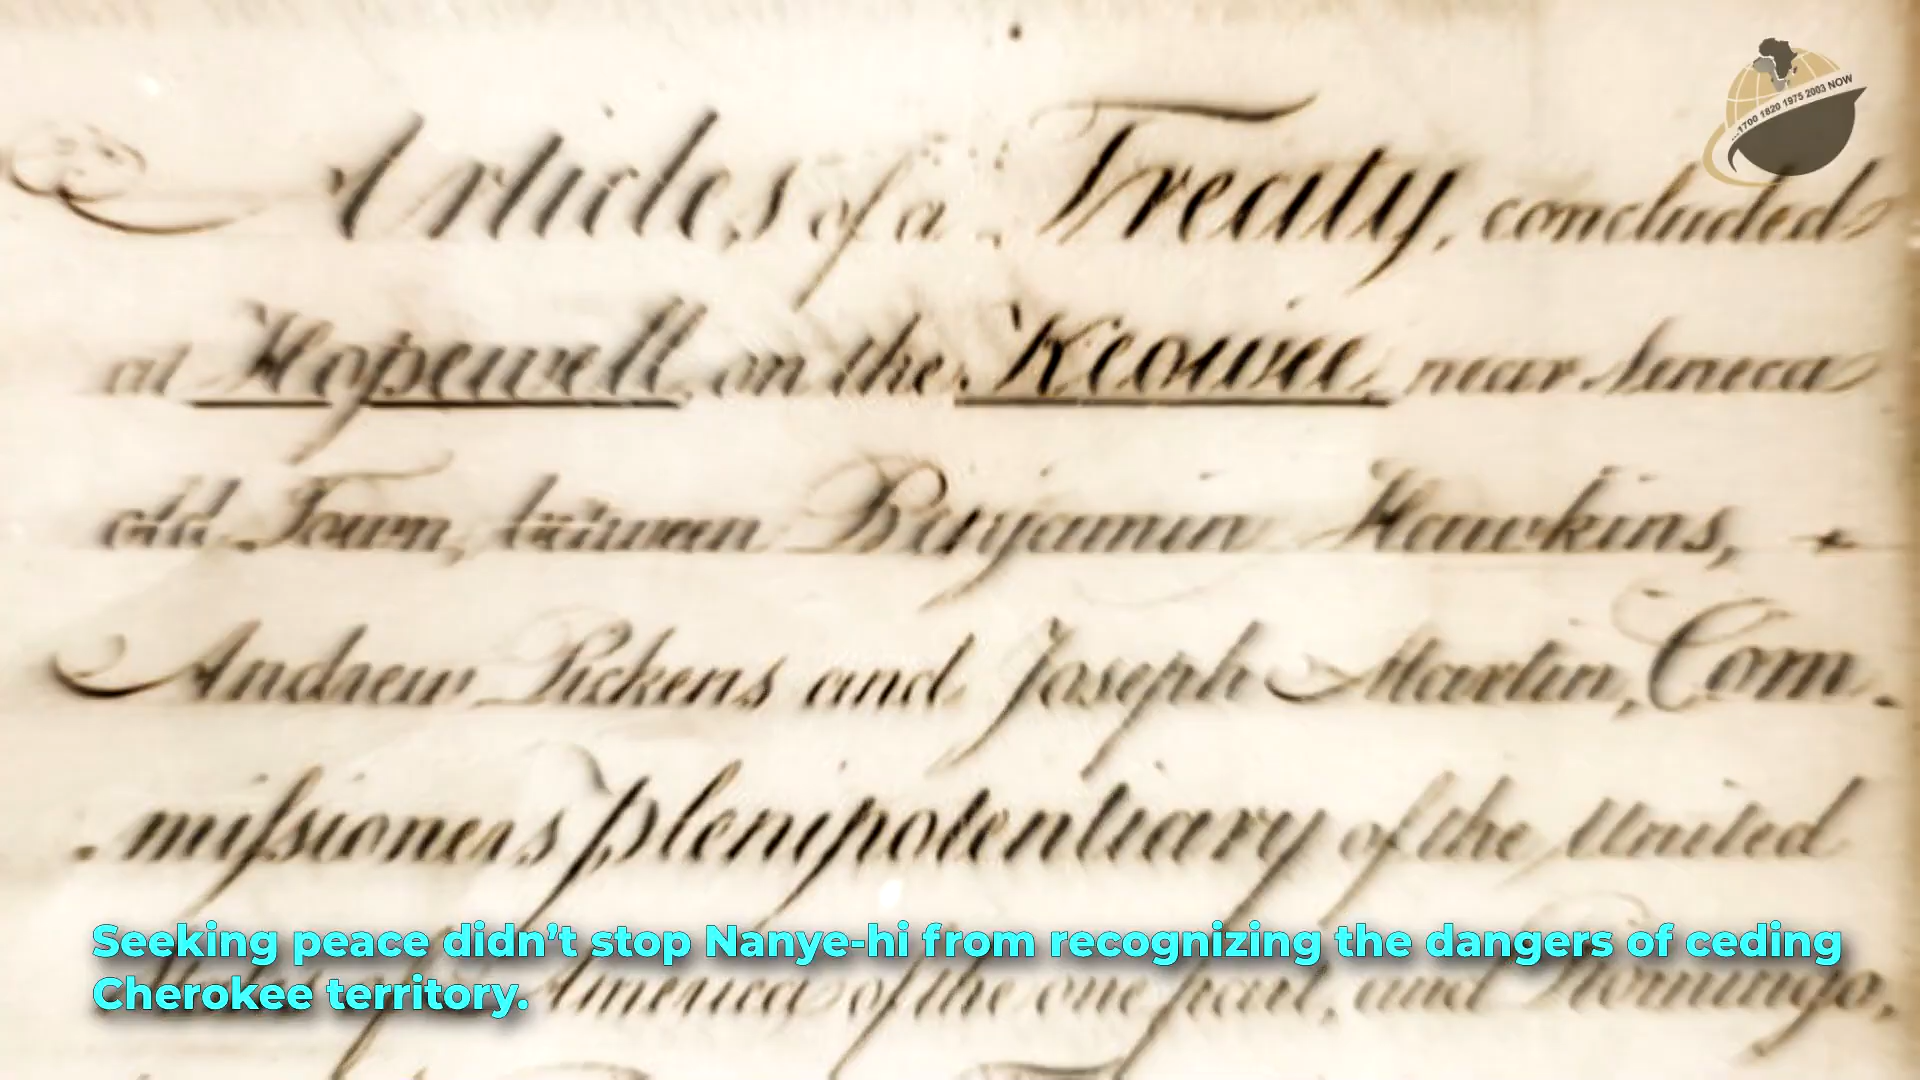 ...1700 1820 1975 2003 NOW
Articles of a Treaty, concluded
at Hopewell on the Keowee, near Seneca
old Town, between Benjamin Hawkins,
Andrew Pickens and Joseph Martin, Com.
missioners plenipotentiary of the United
Seeking peace didn't stop Nanye-hi from recognizing the dangers of ceding
Cherokee territory.
America of the one part, and Domingo,